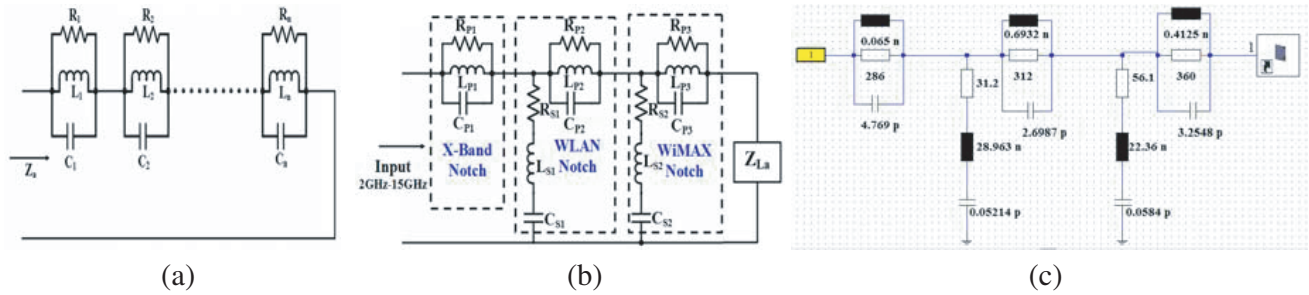 R1 R2 Rn
L1 L2 Ln
C1 C2 Cn
Za
(a)
RP1 RP2 RP3
LP1 LP2 LP3
CP1 CP2 CP3
RS1 RS2
X-Band Notch
WLAN Notch
WiMAX Notch
LS1 LS2
CS1 CS2
Input
2GHz-15GHz
ZLa
(b)
1
0.065 n
286
4.769 p
31.2
28.963 n
0.05214 p
0.6932 n
312
2.6987 p
56.1
22.36 n
0.0584 p
0.4125 n
360
3.2548 p
1
(c)